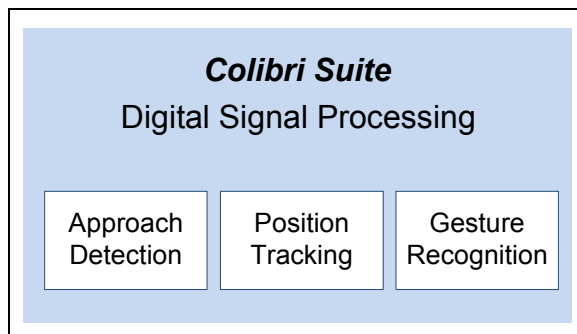 Colibri Suite
Digital Signal Processing
Approach
Detection
Position
Tracking
Gesture
Recognition